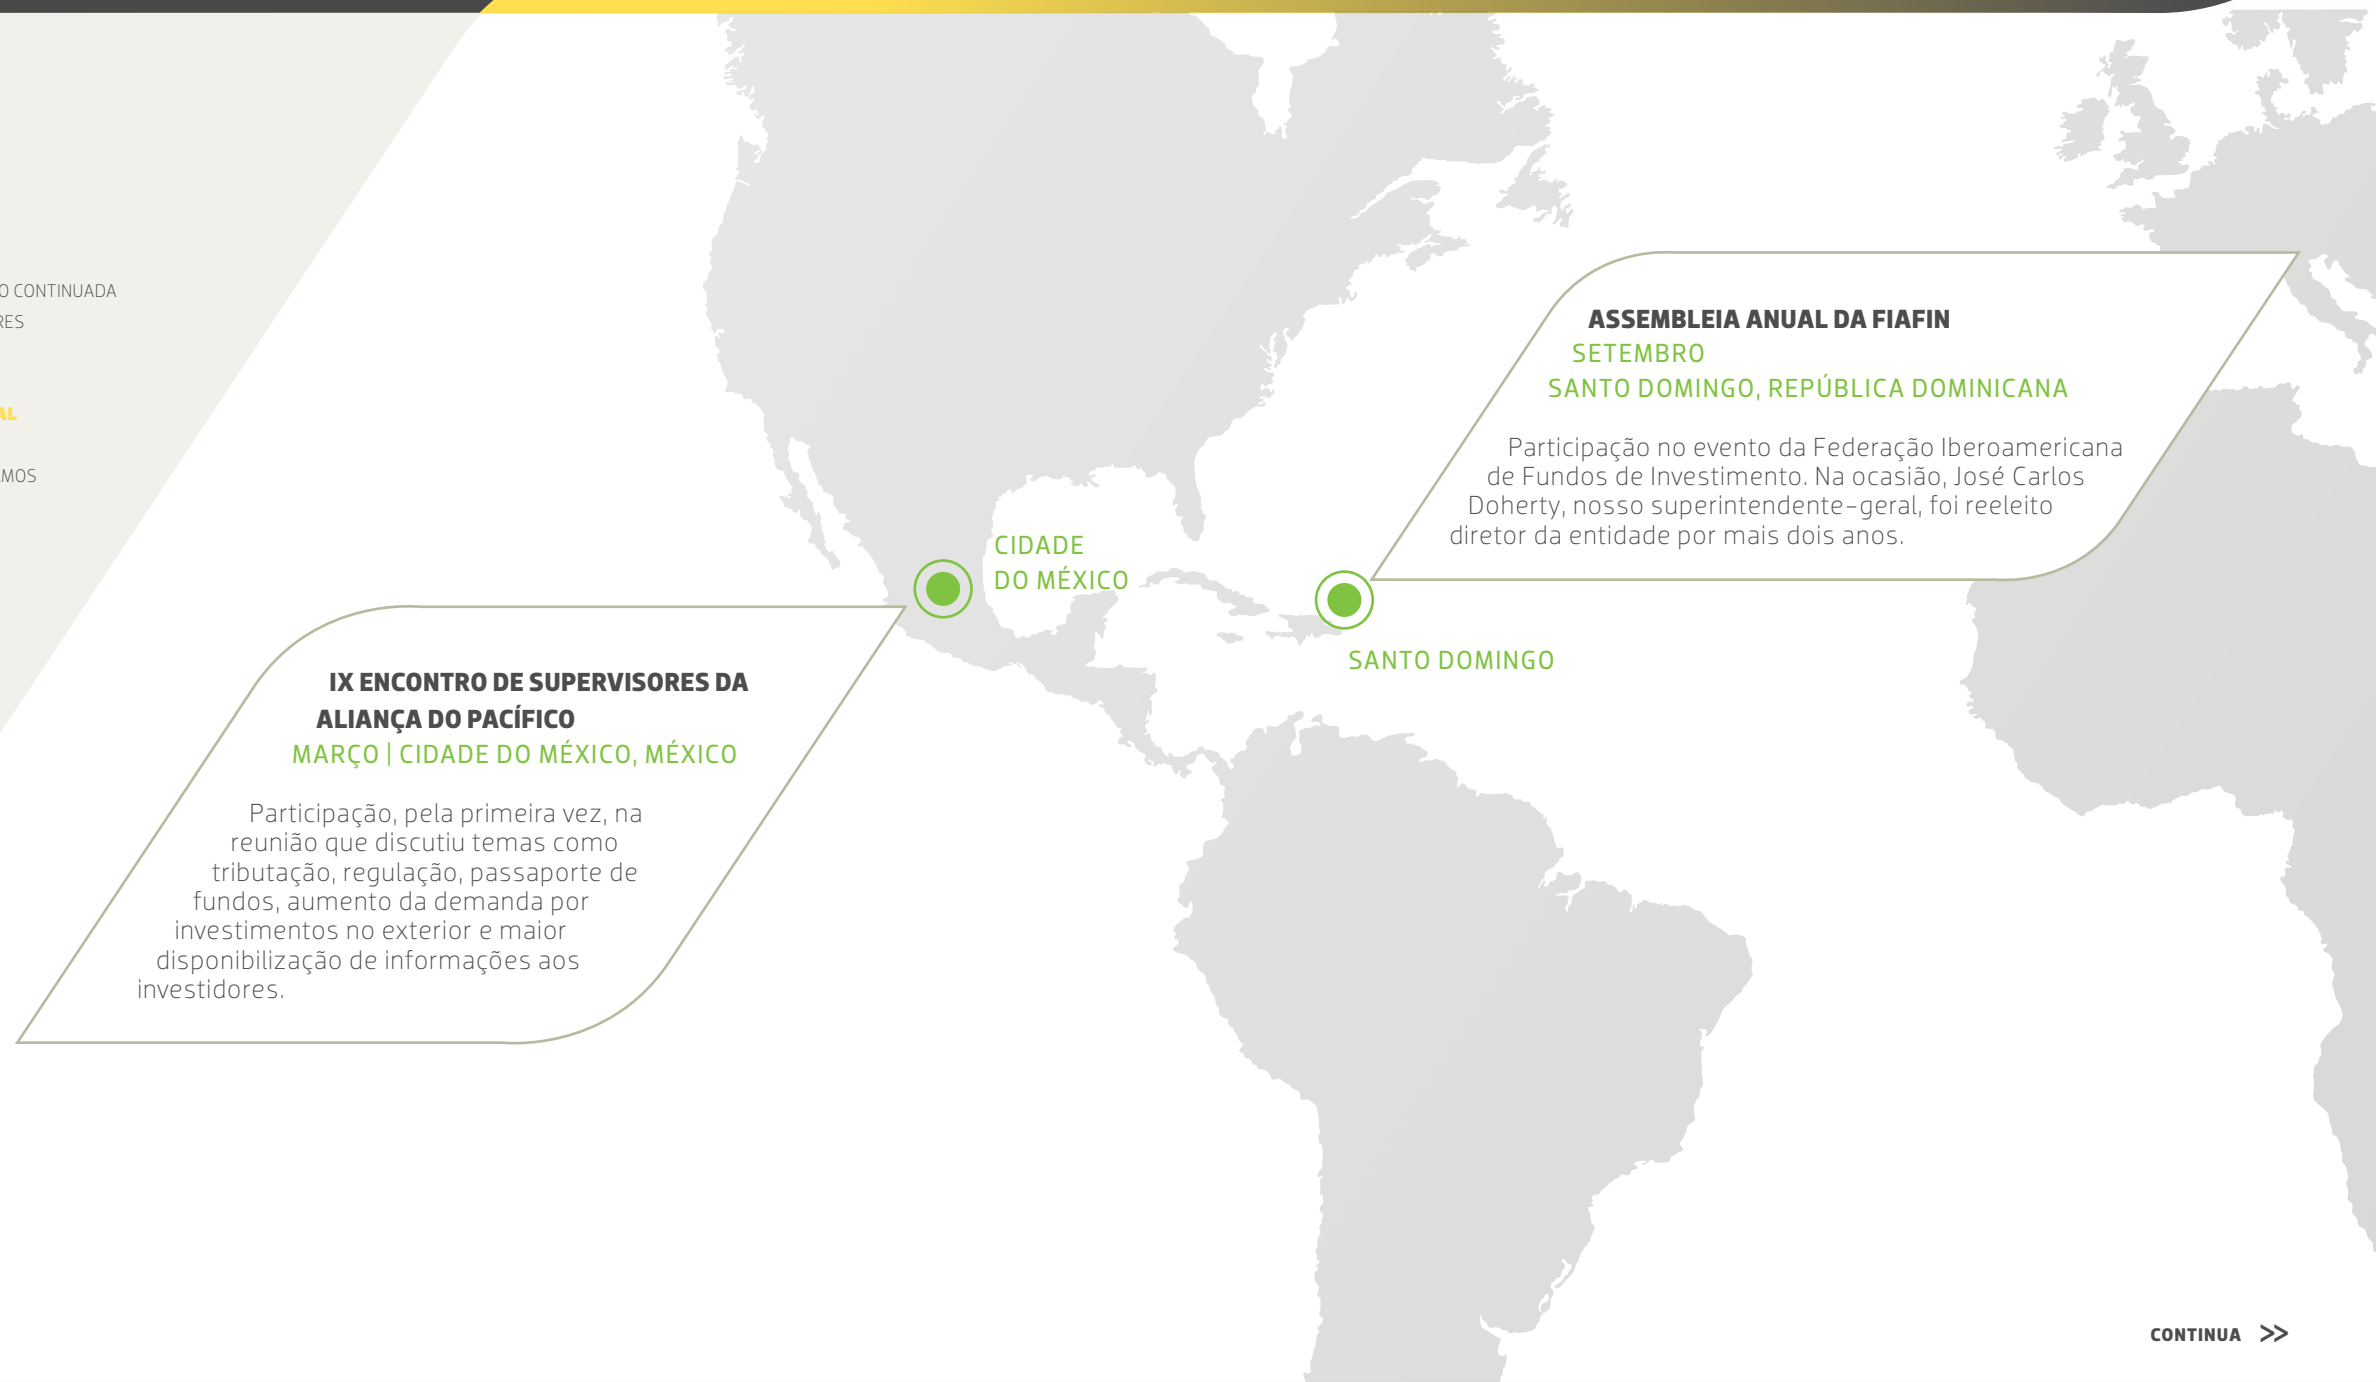 O CONTINUADA
RES
AL
AMOS
ASSEMBLEIA ANUAL DA FIAFIN
SETEMBRO
SANTO DOMINGO, REPÚBLICA DOMINICANA
Participação no evento da Federação Iberoamericana
de Fundos de Investimento. Na ocasião, José Carlos
Doherty, nosso superintendente-geral, foi reeleito
diretor da entidade por mais dois anos.
CIDADE
DO MÉXICO
SANTO DOMINGO
IX ENCONTRO DE SUPERVISORES DA
ALIANÇA DO PACÍFICO
MARÇO | CIDADE DO MÉXICO, MÉXICO
Participação, pela primeira vez, na
reunião que discutiu temas como
tributação, regulação, passaporte de
fundos, aumento da demanda por
investimentos no exterior e maior
disponibilização de informações aos
investidores.
CONTINUA >>